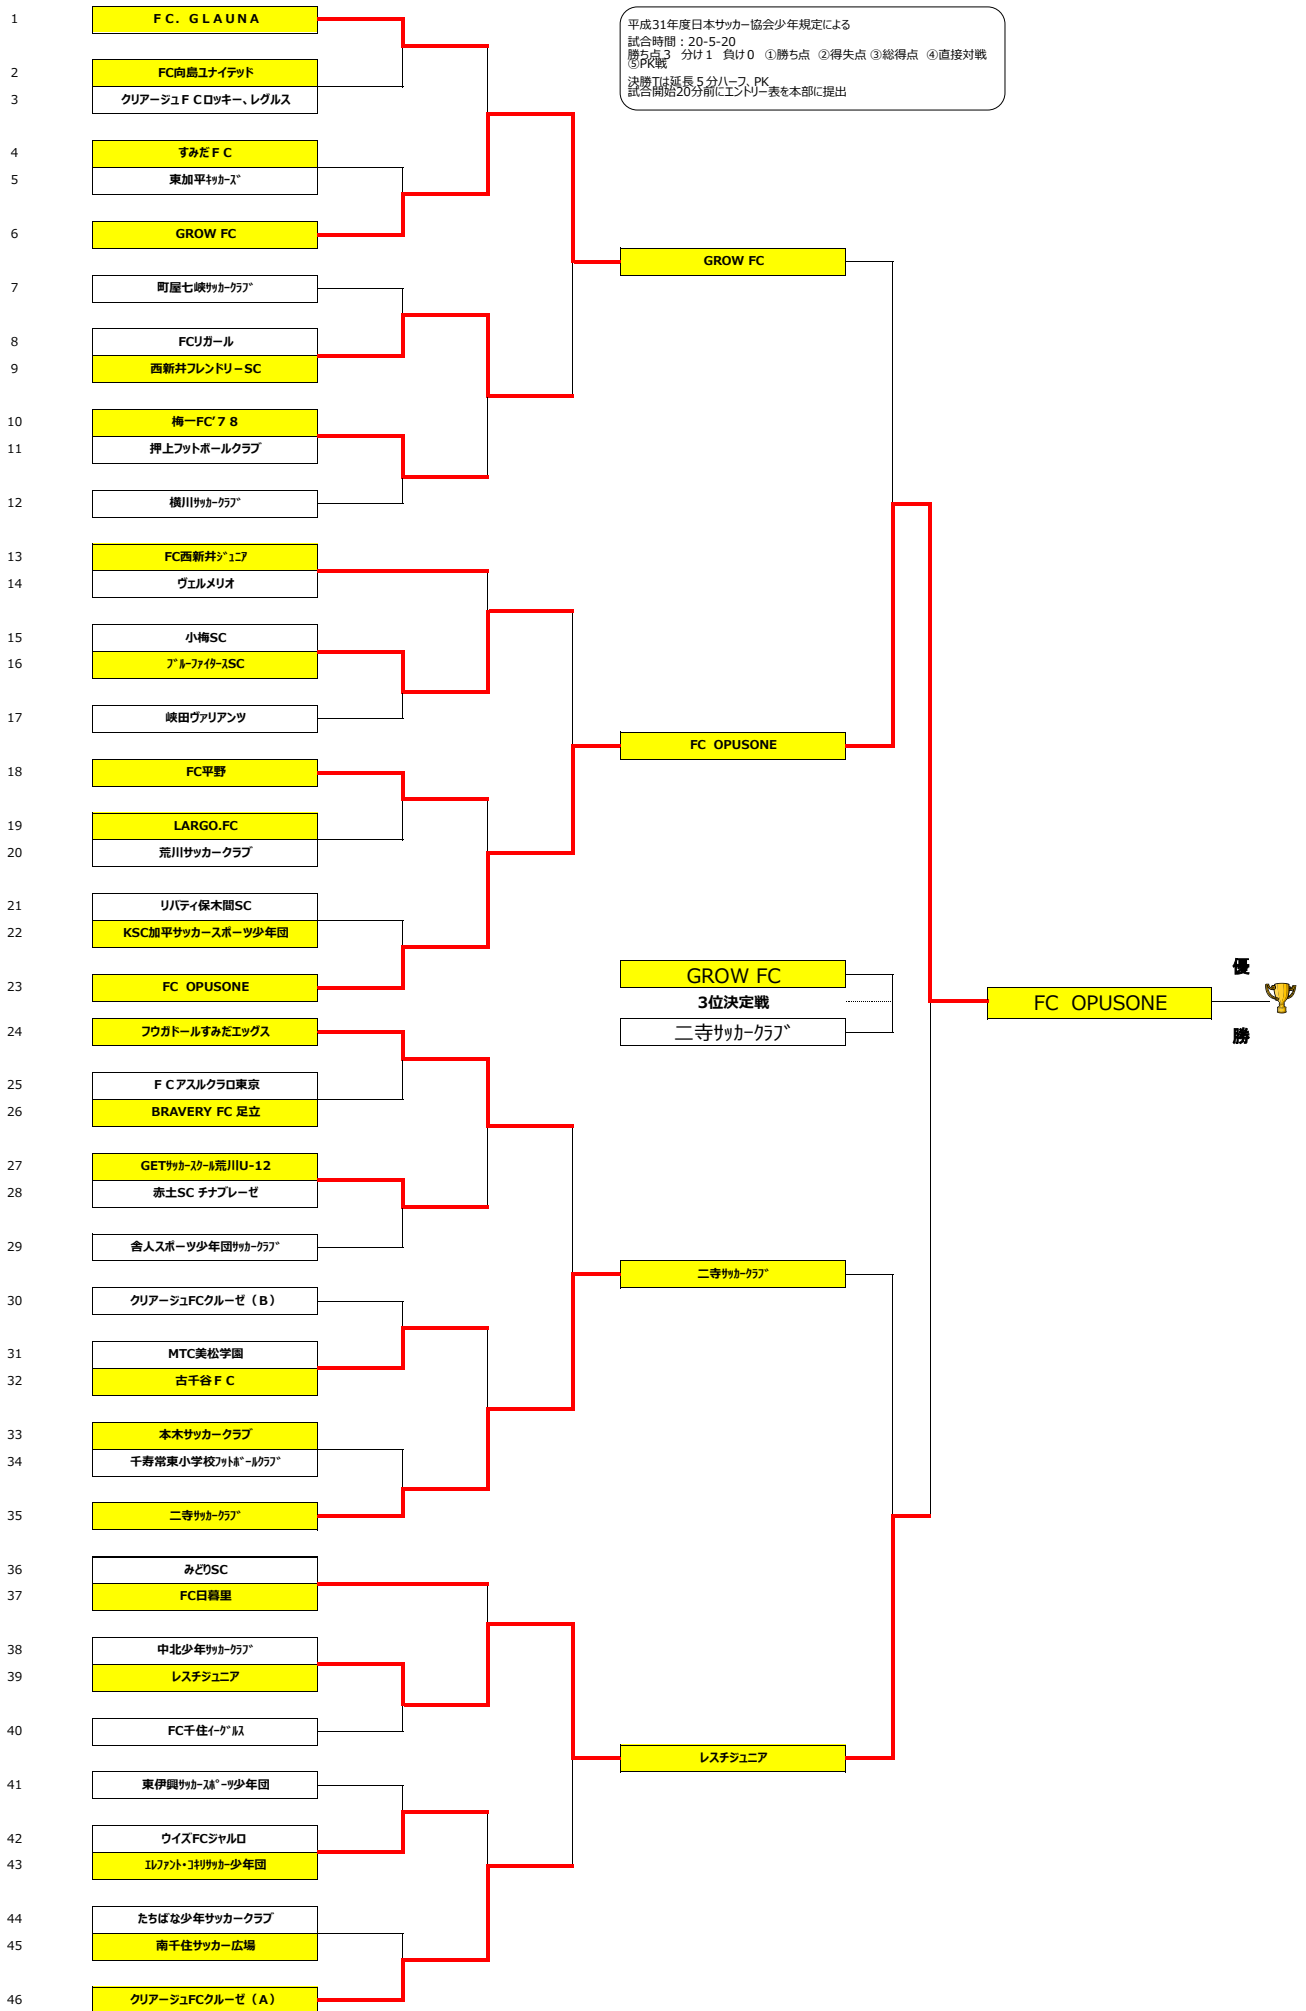 1 ＦＣ．ＧＬＡＵＮＡ
平成31年度日本サッカー協会少年規定による
試合時間：20-5-20
勝ち点３　分け１　負け０　①勝ち点　②得失点 ③総得点　④直接対戦
⑤PK戦
決勝Tは延長５分ハーフ、PK
試合開始20分前にエントリー表を本部に提出
2 FC向島ユナイテッド
3 クリアージュＦＣロッキー、レグルス
4 すみだＦＣ
5 東加平ｷｯｶｰｽﾞ
6 GROW FC
GROW FC
7 町屋七峡ｻｯｶｰｸﾗﾌﾞ
8 FCリガール
9 西新井フレンドリーSC
10 梅一FC’７８
11 押上フットボールクラブ
12 横川ｻｯｶｰｸﾗﾌﾞ
13 FC西新井ｼﾞｭﾆｱ
14 ヴェルメリオ
15 小梅SC
16 ﾌﾞﾙｰﾌｧｲﾀｰｽSC
17 峡田ヴァリアンツ
FC OPUSONE
18 FC平野
19 LARGO.FC
20 荒川サッカークラブ
21 リバティ保木間SC
22 KSC加平サッカースポーツ少年団
23 FC OPUSONE
GROW FC
3位決定戦
二寺ｻｯｶｰｸﾗﾌﾞ
優
FC OPUSONE
勝
24 フウガドールすみだエッグス
25 ＦＣアスルクラロ東京
26 BRAVERY FC 足立
27 GETｻｯｶｰｽｸｰﾙ荒川U-12
28 赤土SC チナブレーゼ
29 舎人スポーツ少年団ｻｯｶｰｸﾗﾌﾞ
二寺ｻｯｶｰｸﾗﾌﾞ
30 クリアージュFCクルーゼ（Ｂ）
31 MTC美松学園
32 古千谷ＦＣ
33 本木サッカークラブ
34 千寿常東小学校ﾌｯﾄﾎﾞｰﾙｸﾗﾌﾞ
35 二寺ｻｯｶｰｸﾗﾌﾞ
36 みどりSC
37 FC日暮里
38 中北少年ｻｯｶｰｸﾗﾌﾞ
39 レスチジュニア
40 FC千住ｲｰｸﾞﾙｽ
レスチジュニア
41 東伊興ｻｯｶｰｽﾎﾟｰﾂ少年団
42 ウイズFCジャルロ
43 ｴﾚﾌｧﾝﾄ・ｺｷﾘｻｯｶｰ少年団
44 たちばな少年サッカークラブ
45 南千住サッカー広場
46 クリアージュFCクルーゼ（Ａ）